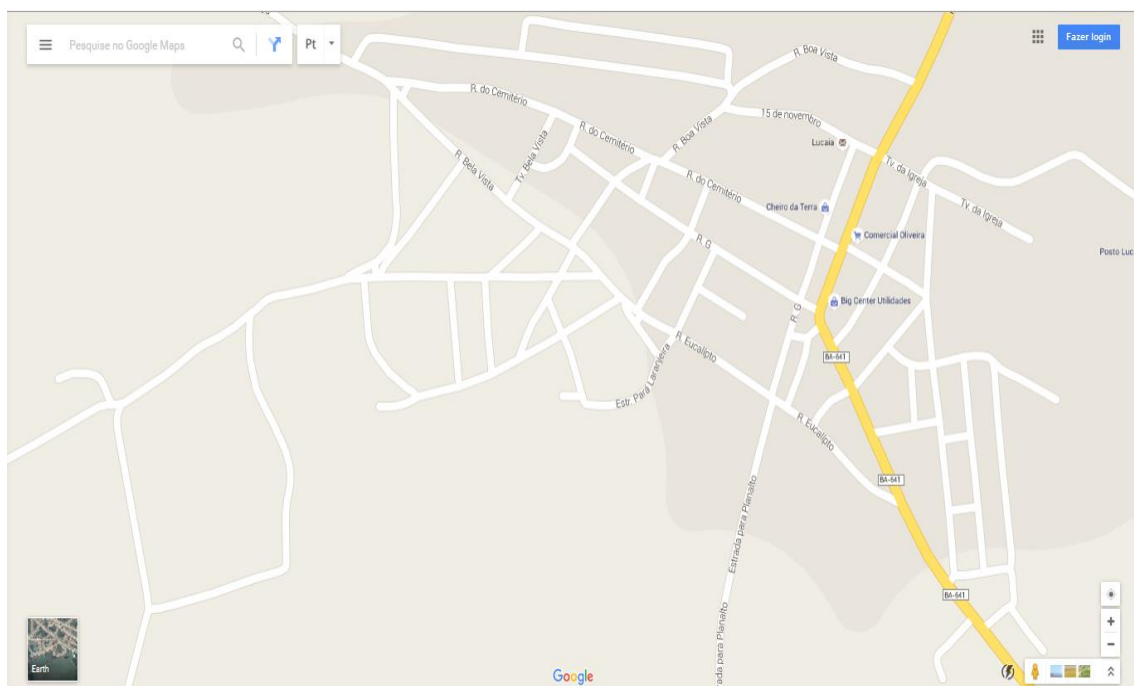 Pesquise no Google Maps
Pt
Fazer login
R. Boa Vista
R. do Cemitério
15 de novembro
R. Boa Vista
R. do Cemitério
Tv. Bela Vista
Lucaia
R. Bela Vista
Tv. da Igreja
R. do Cemitério
Cheiro da Terra
Tv. da Igreja
Comercial Oliveira
R. G
Posto Luc
Big Center Utilidades
R. G
R. Eucalipto
BA-641
Estr. Pará Laranjeira
R. Eucalipto
BA-641
Estrada para Planalto
BA-641
rada para Planalto
Earth
Google